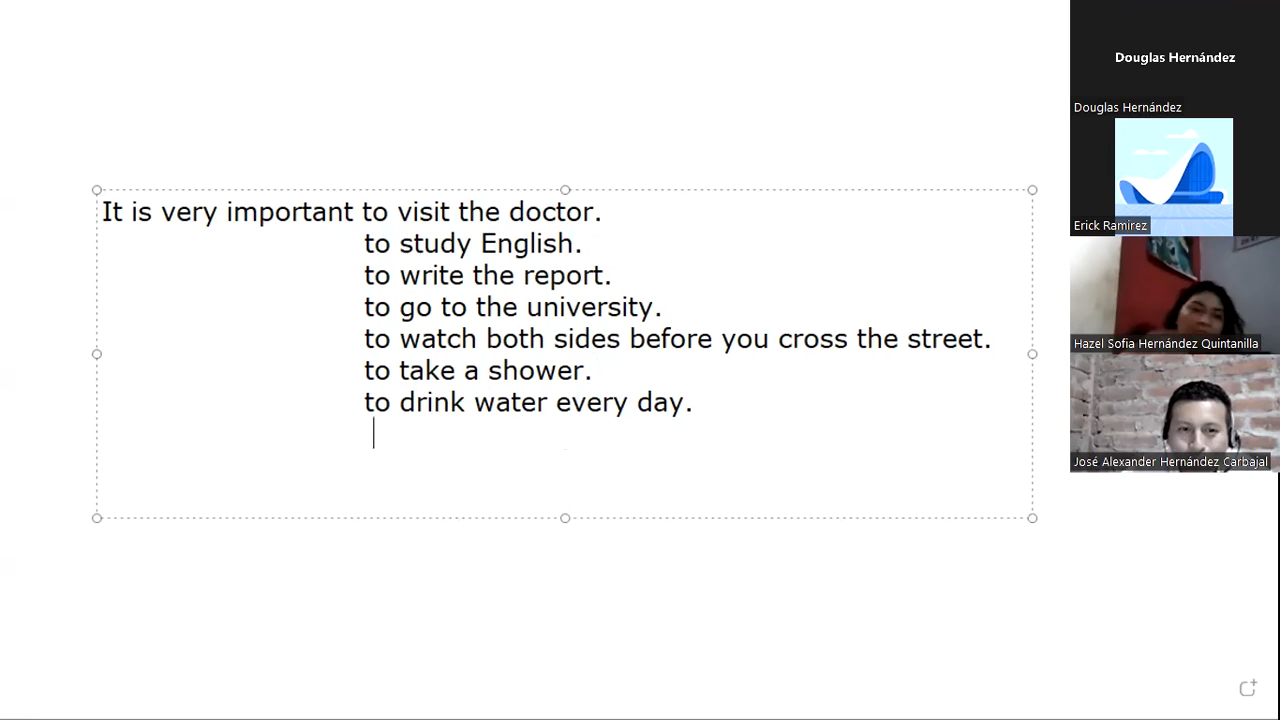 Douglas Hernández
Douglas Hernández
Erick Ramirez
It is very important to visit the doctor.
to study English.
to write the report.
to go to the university.
to watch both sides before you cross the street.
to take a shower.
to drink water every day.
Hazel Sofia Hernández Quintanilla
José Alexander Hernández Carbajal